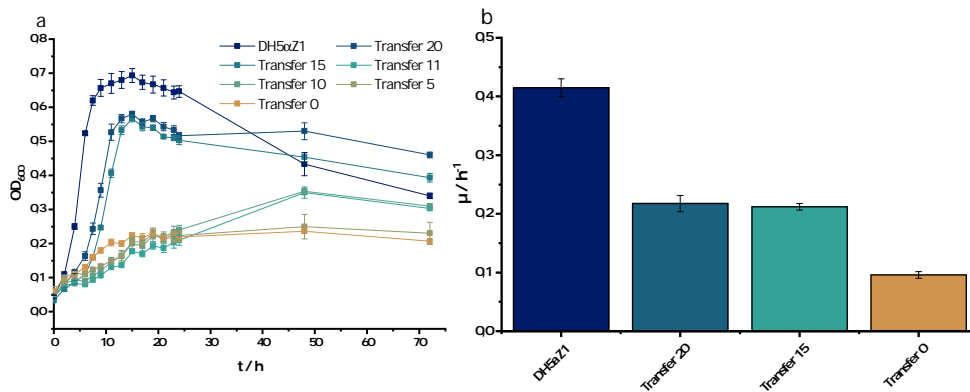 a
0,8
0,7
0,6
0,5
0,4
0,3
0,2
0,1
0,0
OD600
0 10 20 30 40 50 60 70
t / h
DH5αZ1
Transfer 20
Transfer 15
Transfer 11
Transfer 10
Transfer 5
Transfer 0
b
0,4
0,3
0,2
0,1
0,0
μ / h-1
DH5aZ1
Transfer 20
Transfer 15
Transfer 0